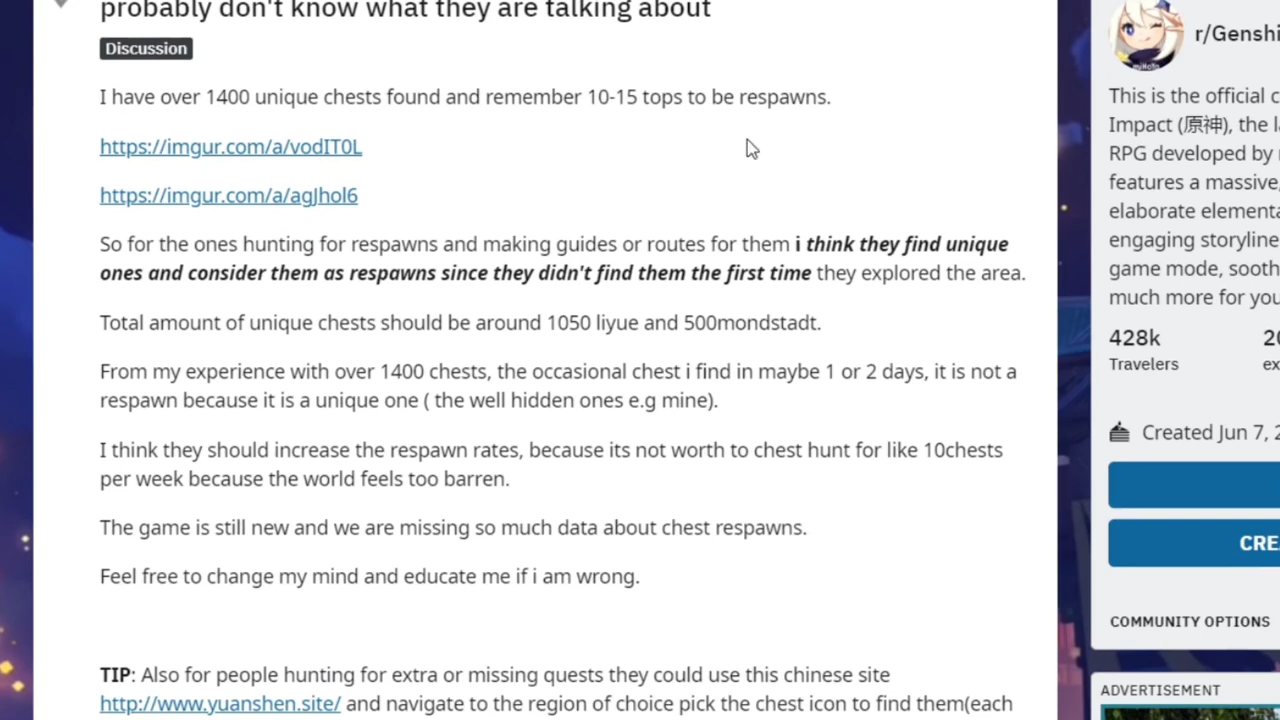 probably don't know what they are talking about
Discussion
I have over 1400 unique chests found and remember 10-15 tops to be respawns.
https://imgur.com/a/vodIT0L
https://imgur.com/a/agJhol6
So for the ones hunting for respawns and making guides or routes for them i think they find unique
ones and consider them as respawns since they didn't find them the first time they explored the area.
Total amount of unique chests should be around 1050 liyue and 500mondstadt.
From my experience with over 1400 chests, the occasional chest i find in maybe 1 or 2 days, it is not a
respawn because it is a unique one ( the well hidden ones e.g mine).
I think they should increase the respawn rates, because its not worth to chest hunt for like 10chests
per week because the world feels too barren.
The game is still new and we are missing so much data about chest respawns.
Feel free to change my mind and educate me if i am wrong.
TIP: Also for people hunting for extra or missing quests they could use this chinese site
http://www.yuanshen.site/ and navigate to the region of choice pick the chest icon to find them(each
r/Genshi
This is the official c
Impact (原神), the l
RPG developed by
features a massive,
elaborate elementa
engaging storyline
game mode, sooth
much more for you
428k
20
Travelers
ex
Created Jun 7, 2
CRE
COMMUNITY OPTIONS
ADVERTISEMENT